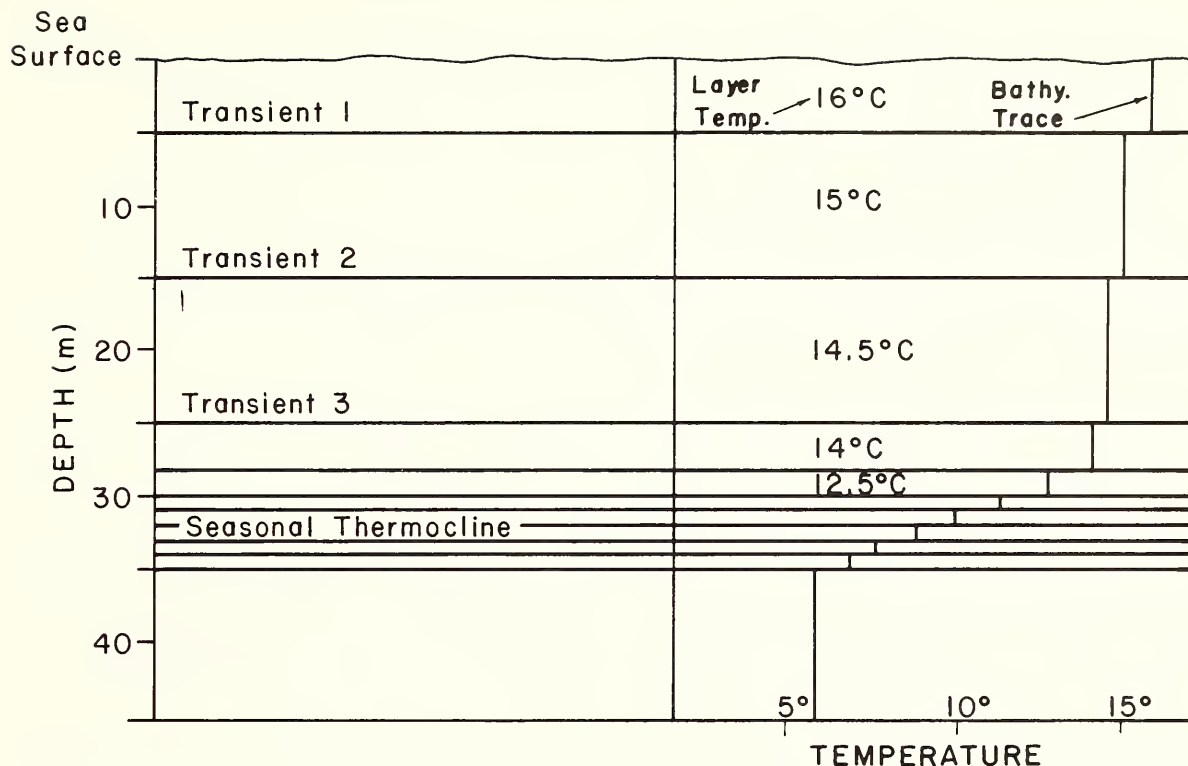 Sea
Surface
Layer
Temp.
16°C
Bathy.
Trace
Transient 1
10
15°C
Transient 2
20
14.5°C
Transient 3
14°C
12.5°C
30
Seasonal Thermocline
40
DEPTH (m)
5° 10° 15°
TEMPERATURE